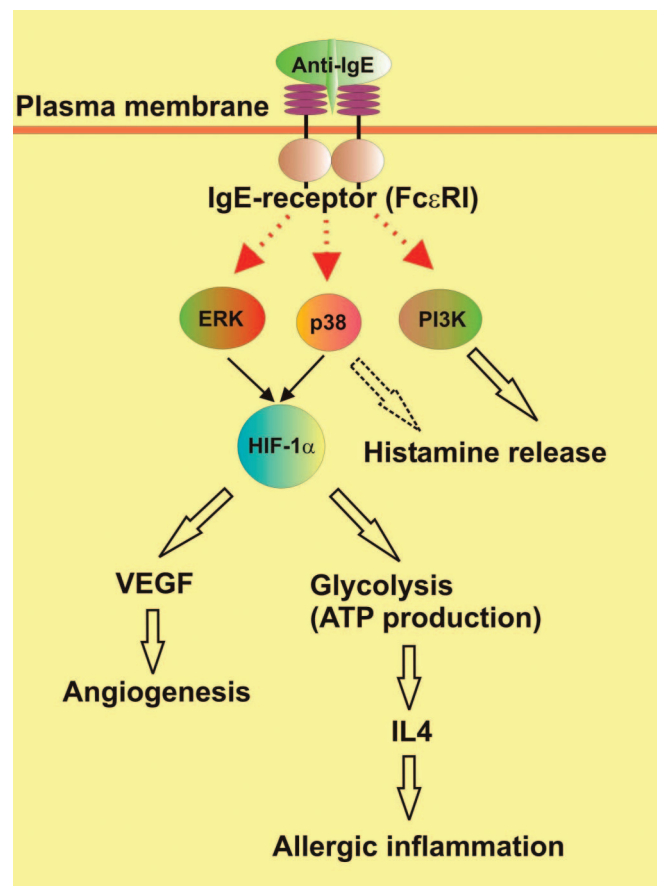 Anti-IgE
Plasma membrane
IgE-receptor (FcεRI)
ERK
p38
PI3K
HIF-1α
Histamine release
VEGF
Glycolysis
(ATP production)
Angiogenesis
IL4
Allergic inflammation